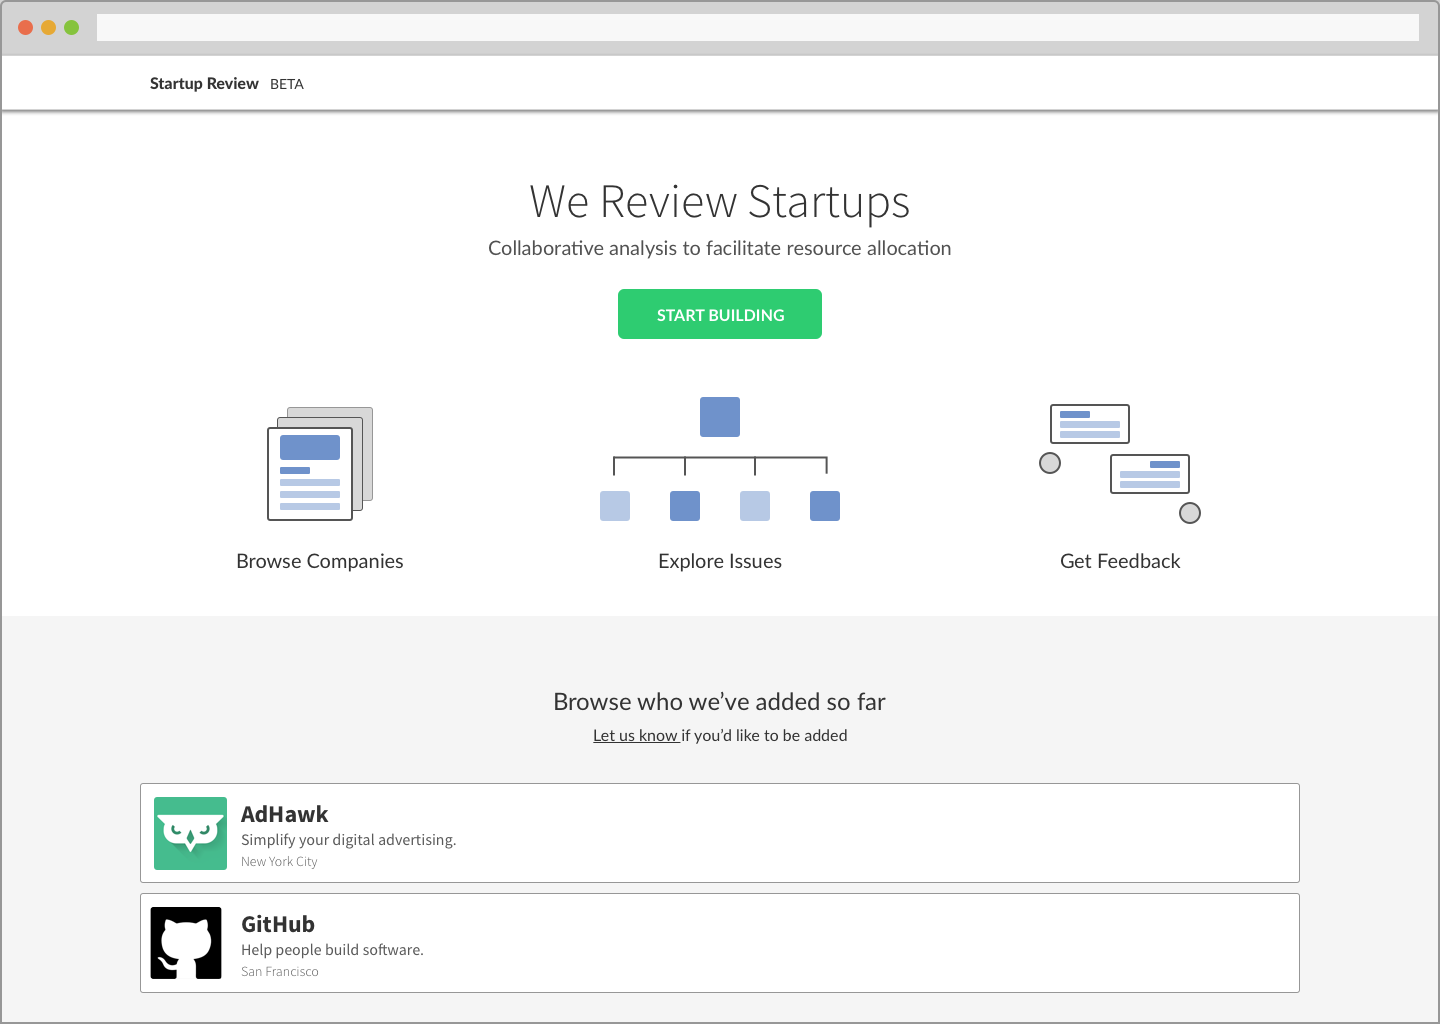 Startup Review BETA
We Review Startups
Collaborative analysis to facilitate resource allocation
START BUILDING
Browse Companies
Explore Issues
Get Feedback
Browse who we’ve added so far
Let us know if you’d like to be added
AdHawk
Simplify your digital advertising.
New York City
GitHub
Help people build software.
San Francisco